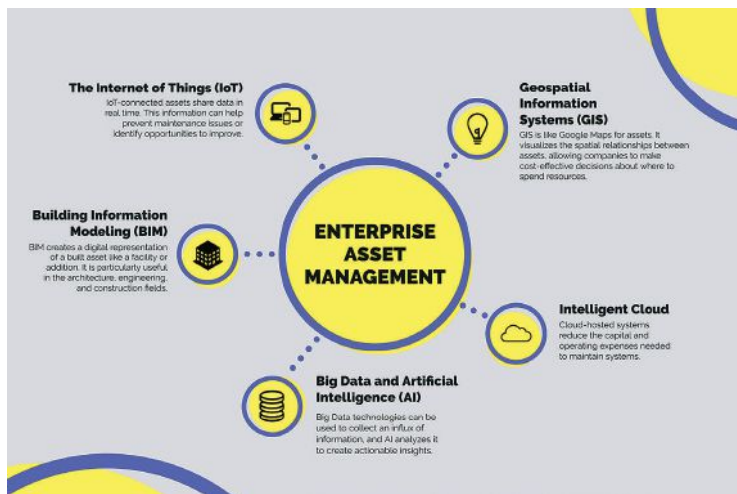 The Internet of Things (IoT)
IoT-connected assets share data in
real time. This information can help
prevent maintenance issues or
identify opportunities to improve.
Geospatial
Information
Systems (GIS)
GIS is like Google Maps for assets. It
visualizes the spatial relationships between
assets, allowing companies to make
cost-effective decisions about where to
spend resources.
Building Information
Modeling (BIM)
BIM creates a digital representation
of a built asset like a facility or
addition. It is particularly useful
in the architecture, engineering,
and construction fields.
ENTERPRISE
ASSET
MANAGEMENT
Intelligent Cloud
Cloud-hosted systems
reduce the capital and
operating expenses needed
to maintain systems.
Big Data and Artificial
Intelligence (AI)
Big Data technologies can be
used to collect an influx of
information, and AI analyzes it
to create actionable insights.